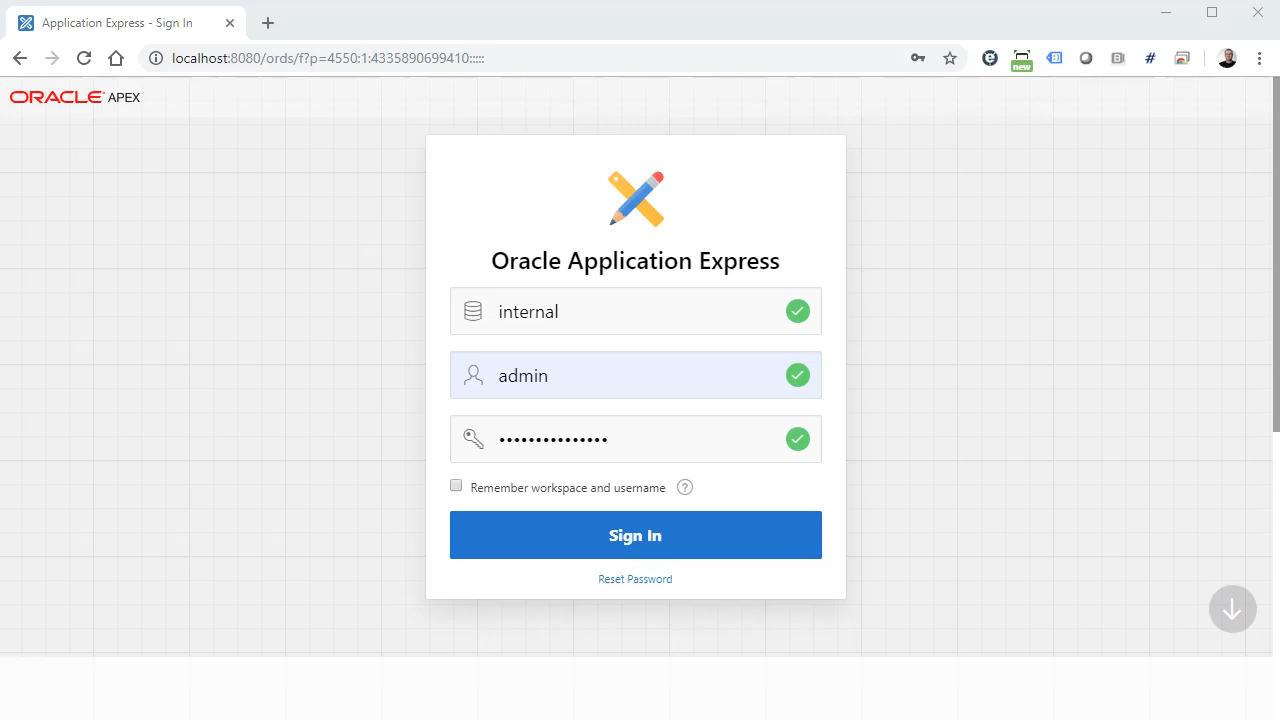 Application Express - Sign In
localhost:8080/ords/f?p=4550:1:4335890699410:::::
new
#
ORACLE APEX
Oracle Application Express
internal
admin
•••••••••••••••
Remember workspace and username ?
Sign In
Reset Password